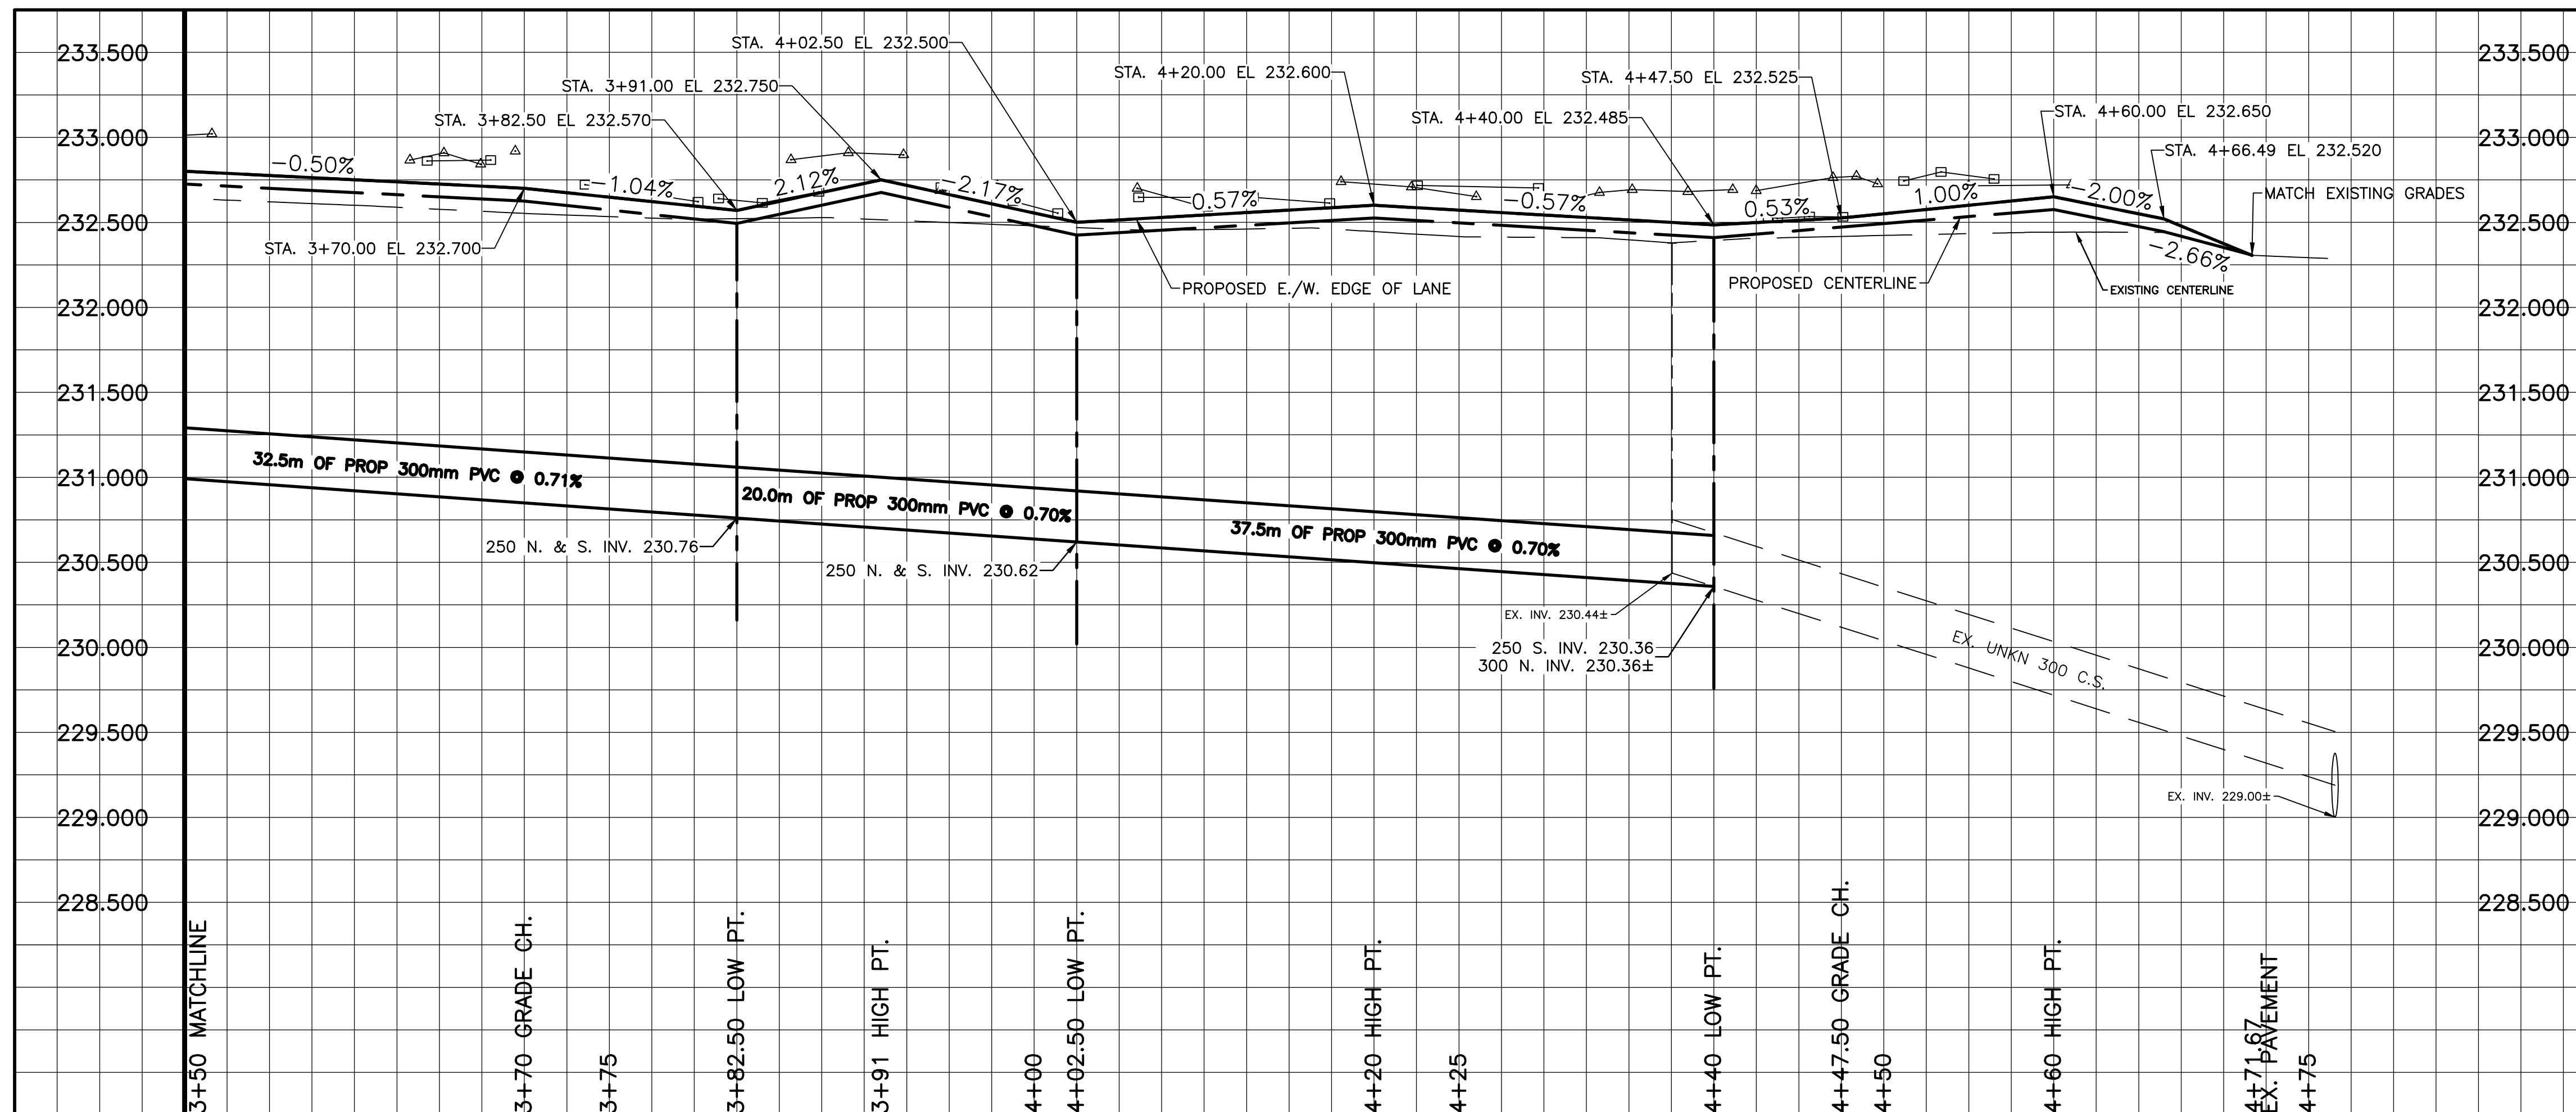 233.500
233.000
232.500
232.000
231.500
231.000
230.500
230.000
229.500
229.000
228.500
STA. 4+02.50 EL 232.500
STA. 3+91.00 EL 232.750
STA. 3+82.50 EL 232.570
STA. 4+20.00 EL 232.600
STA. 4+47.50 EL 232.525
STA. 4+40.00 EL 232.485
STA. 4+60.00 EL 232.650
STA. 4+66.49 EL 232.520
MATCH EXISTING GRADES
-0.50%
-1.04%
2.12%
-2.17%
0.57%
-0.57%
0.53%
1.00%
-2.00%
-2.66%
STA. 3+70.00 EL 232.700
PROPOSED E./W. EDGE OF LANE
PROPOSED CENTERLINE
EXISTING CENTERLINE
32.5m OF PROP 300mm PVC @ 0.71%
20.0m OF PROP 300mm PVC @ 0.70%
37.5m OF PROP 300mm PVC @ 0.70%
250 N. & S. INV. 230.76
250 N. & S. INV. 230.62
EX. INV. 230.44±
250 S. INV. 230.36
300 N. INV. 230.36±
EX. UNKN 300 C.S.
EX. INV. 229.00±
233.500
233.000
232.500
232.000
231.500
231.000
230.500
230.000
229.500
229.000
228.500
3+50 MATCHLINE
3+70 GRADE CH.
3+75
3+82.50 LOW PT.
3+91 HIGH PT.
4+00
4+02.50 LOW PT.
4+20 HIGH PT.
4+25
4+40 LOW PT.
4+47.50 GRADE CH.
4+50
4+60 HIGH PT.
4+71.67
EX. PAVEMENT
4+75